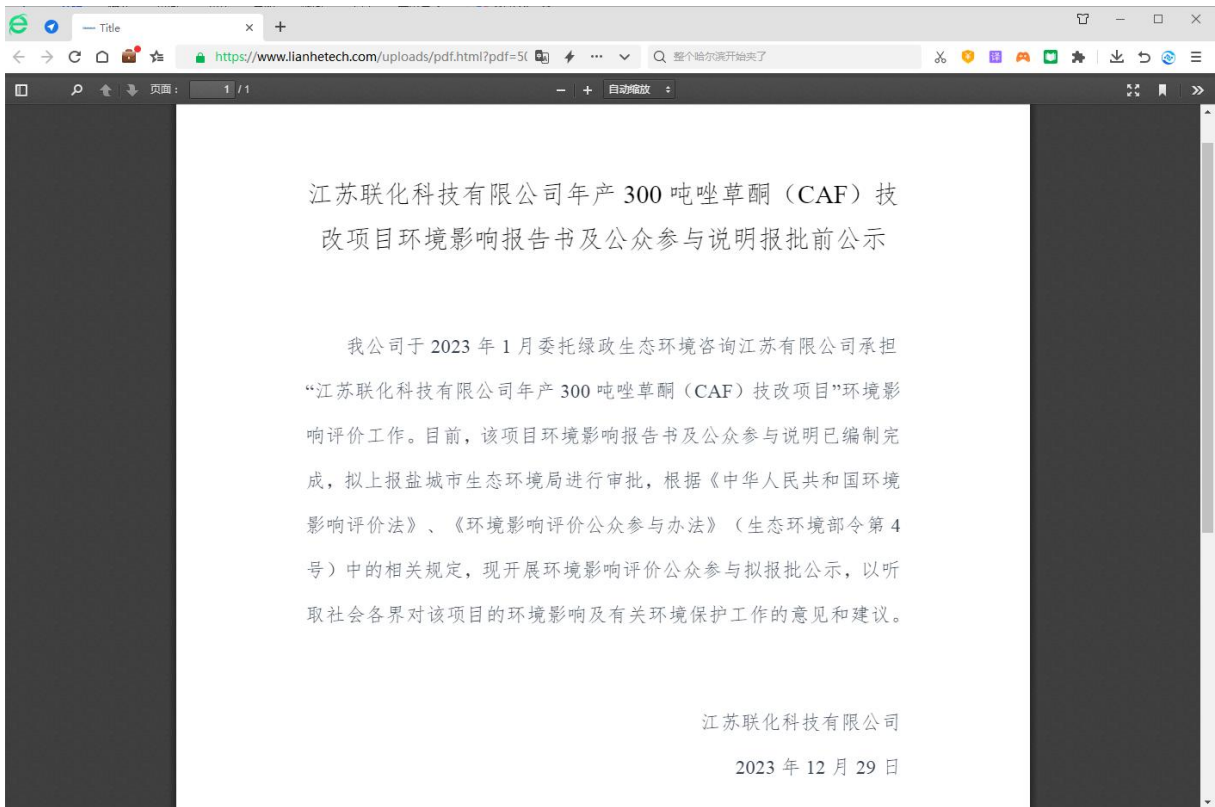 Title
https://www.lianhetech.com/uploads/pdf.html?pdf=5(
整个哈尔滨开始夹了
页面：
1 / 1
自动缩放
江苏联化科技有限公司年产 300 吨唑草酮（CAF）技
改项目环境影响报告书及公众参与说明报批前公示
我公司于 2023 年 1 月委托绿政生态环境咨询江苏有限公司承担
“江苏联化科技有限公司年产 300 吨唑草酮（CAF）技改项目”环境影
响评价工作。目前，该项目环境影响报告书及公众参与说明已编制完
成，拟上报盐城市生态环境局进行审批，根据《中华人民共和国环境
影响评价法》、《环境影响评价公众参与办法》（生态环境部令第 4
号）中的相关规定，现开展环境影响评价公众参与拟报批公示，以听
取社会各界对该项目的环境影响及有关环境保护工作的意见和建议。
江苏联化科技有限公司
2023 年 12 月 29 日